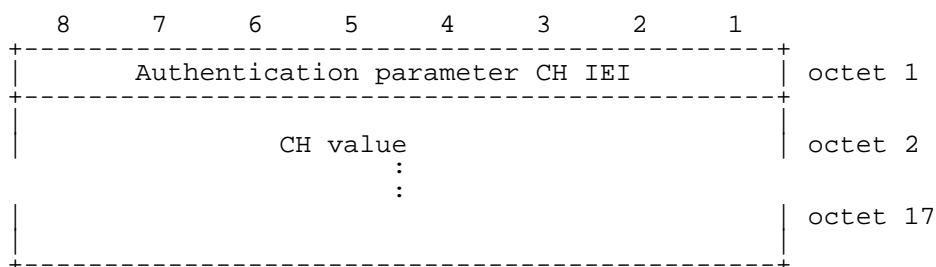 8 7 6 5 4 3 2 1
Authentication parameter CH IEI octet 1
CH value octet 2
:
:
octet 17